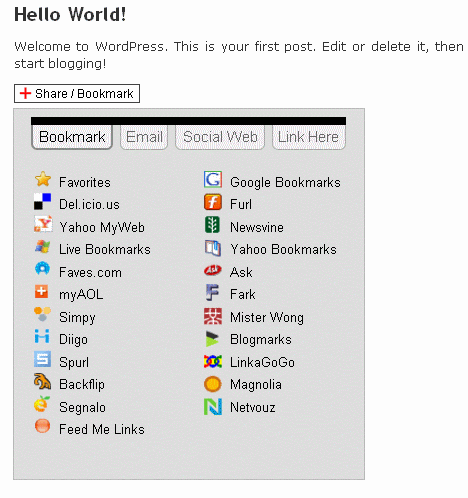 Hello World!
Welcome to WordPress. This is your first post. Edit or delete it, then
start blogging!
Share / Bookmark
Bookmark Email Social Web Link Here
Favorites Google Bookmarks
Del.icio.us Furl
Yahoo MyWeb Newsvine
Live Bookmarks Yahoo Bookmarks
Faves.com Ask
myAOL Fark
Simpy Mister Wong
Diigo Blogmarks
Spurl LinkaGoGo
Backflip Magnolia
Segnalo Netvouz
Feed Me Links